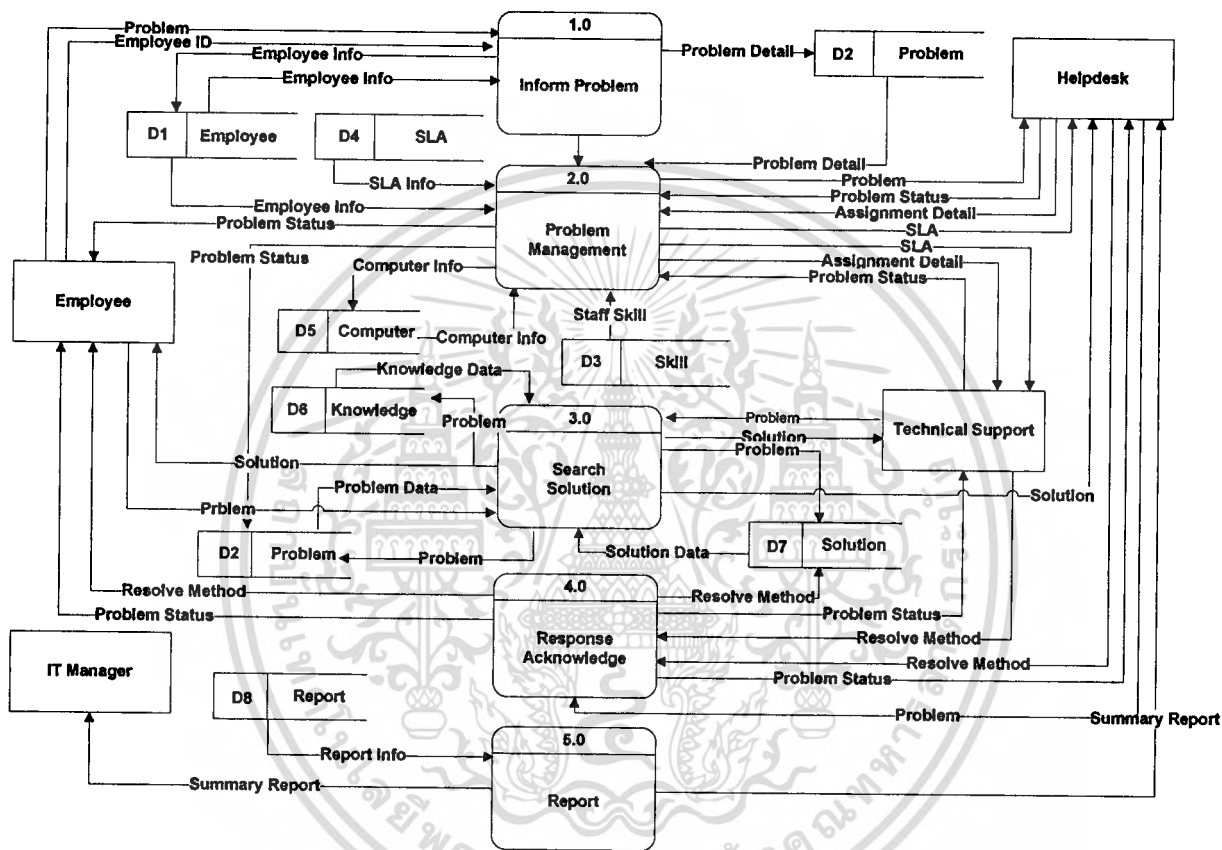 Problem
Employee ID
Employee Info
Employee Info
1.0
Inform Problem
Problem Detail
D2 Problem
Helpdesk
D1 Employee
D4 SLA
SLA Info
Employee Info
Problem Status
Problem Status
2.0
Problem
Management
Problem Detail
Problem
Problem Status
Assignment Detail
SLA
SLA
Assignment Detail
Problem Status
Employee
Computer Info
D5 Computer
Computer Info
Staff Skill
D3 Skill
Knowledge Data
D6 Knowledge
Problem
3.0
Search
Solution
Problem
Solution
Problem
Technical Support
Solution
Solution
Problem Data
Prblem
D2 Problem
Problem
Solution Data
D7 Solution
Resolve Method
Problem Status
4.0
Response
Acknowledge
Resolve Method
Problem Status
Resolve Method
Resolve Method
Problem Status
Problem
Summary Report
IT Manager
D8 Report
Report Info
Summary Report
5.0
Report